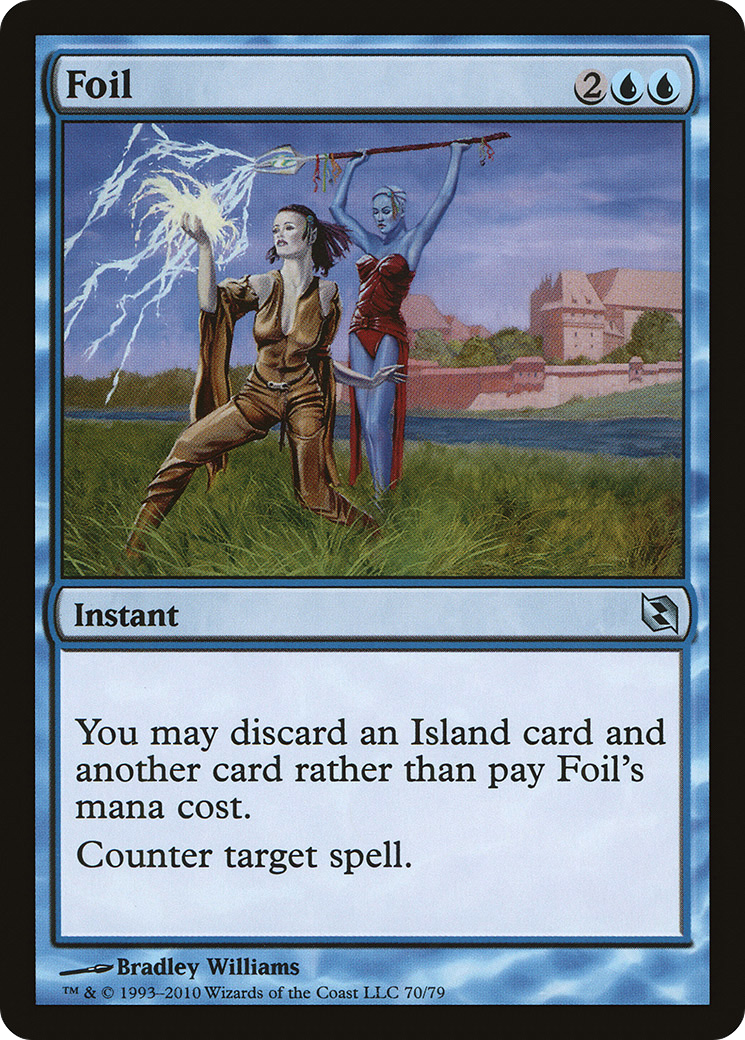 Foil 2
Instant
You may discard an Island card and
another card rather than pay Foil's
mana cost.
Counter target spell.
Bradley Williams
™ & © 1993–2010 Wizards of the Coast LLC 70/79